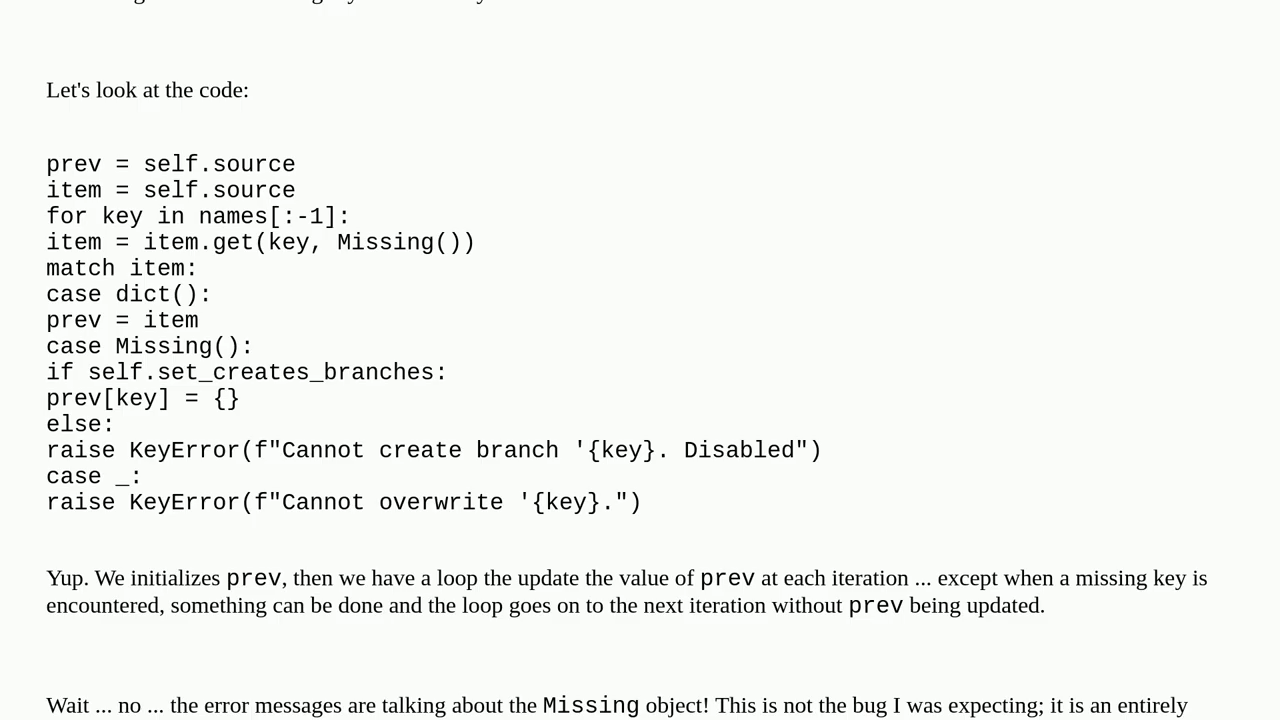 Let's look at the code:
prev = self.source
item = self.source
for key in names[:-1]:
item = item.get(key, Missing())
match item:
case dict():
prev = item
case Missing():
if self.set_creates_branches:
prev[key] = {}
else:
raise KeyError(f"Cannot create branch '{key}. Disabled")
case _:
raise KeyError(f"Cannot overwrite '{key}.")
Yup. We initializes prev, then we have a loop the update the value of prev at each iteration ... except when a missing key is
encountered, something can be done and the loop goes on to the next iteration without prev being updated.
Wait ... no ... the error messages are talking about the Missing object! This is not the bug I was expecting; it is an entirely